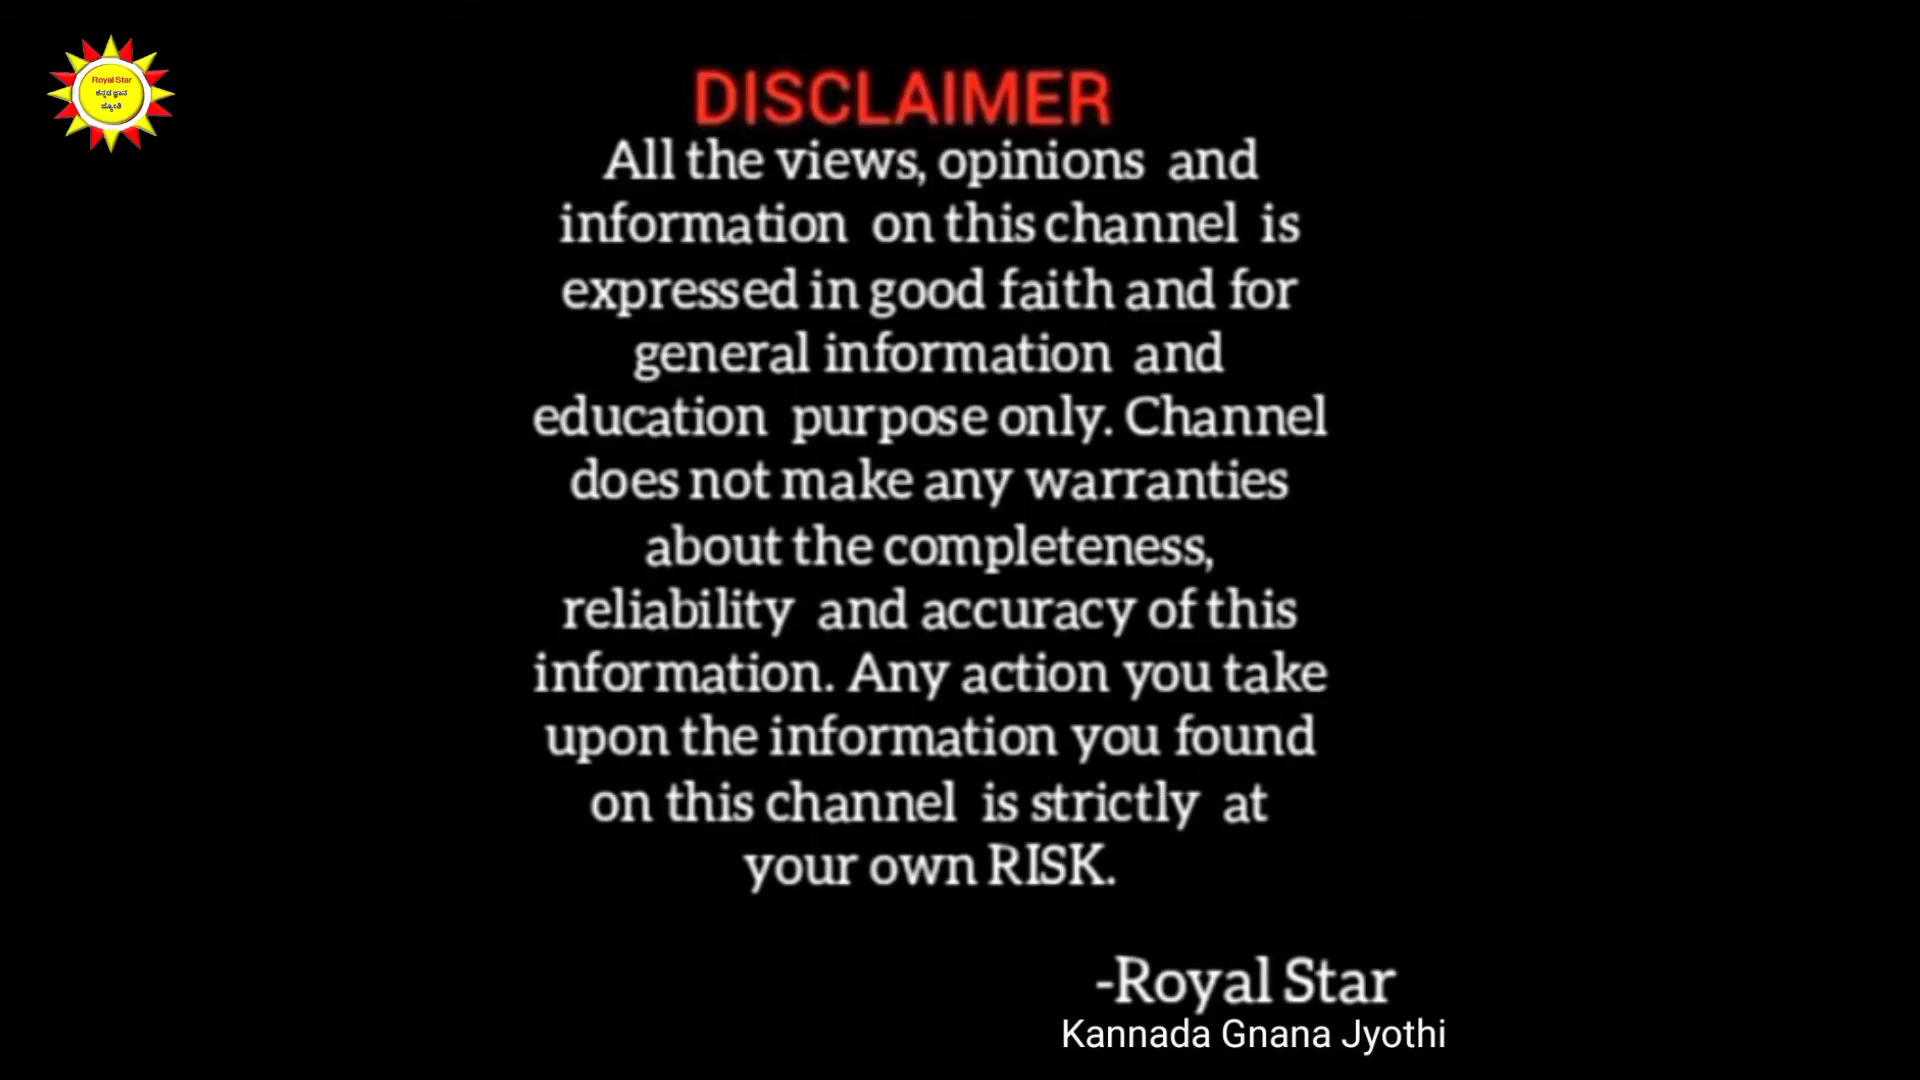 Royal Star
ಕನ್ನಡ ಜ್ಞಾನ
ಜ್ಯೋತಿ
DISCLAIMER
All the views, opinions and
information on this channel is
expressed in good faith and for
general information and
education purpose only. Channel
does not make any warranties
about the completeness,
reliability and accuracy of this
information. Any action you take
upon the information you found
on this channel is strictly at
your own RISK.
-Royal Star
Kannada Gnana Jyothi